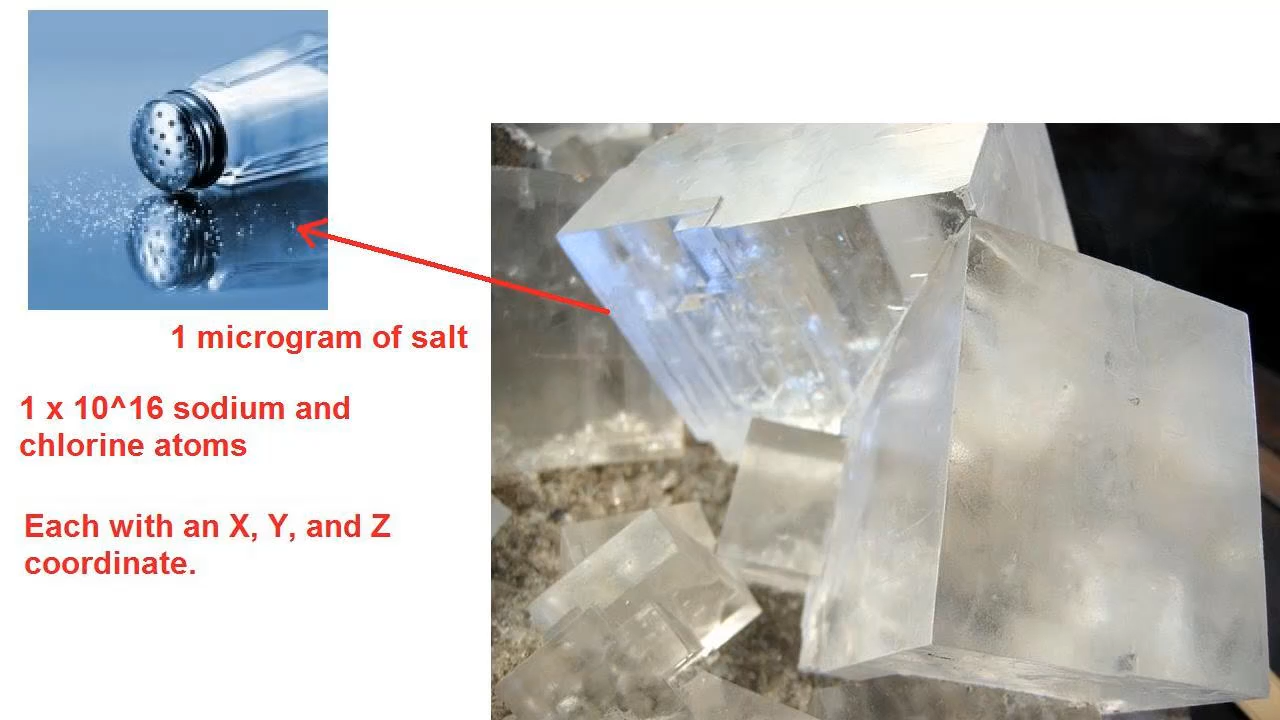 1 microgram of salt
1 x 10^16 sodium and
chlorine atoms
Each with an X, Y, and Z
coordinate.